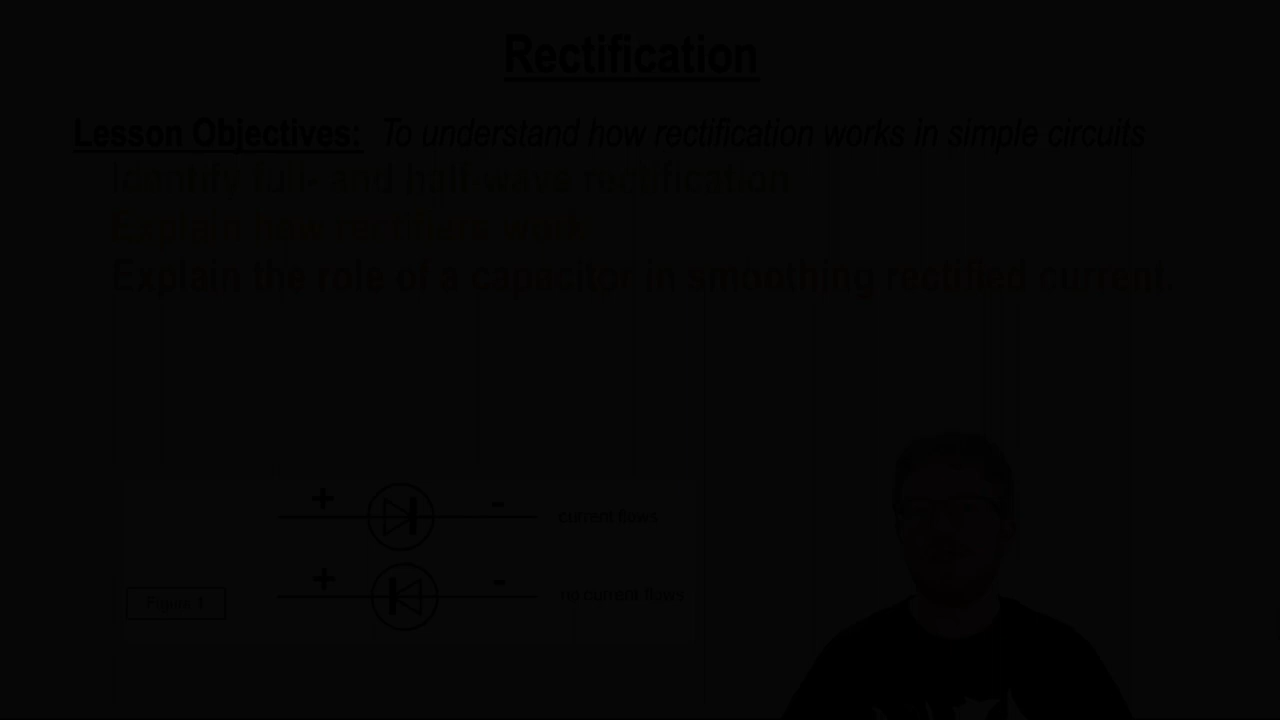 Rectification
Lesson Objectives: To understand how rectification works in simple circuits
Identify full- and half-wave rectification
Explain how rectifiers work
Explain the role of a capacitor in smoothing rectified current.
+ - current flows
+ - no current flows
Figure 1